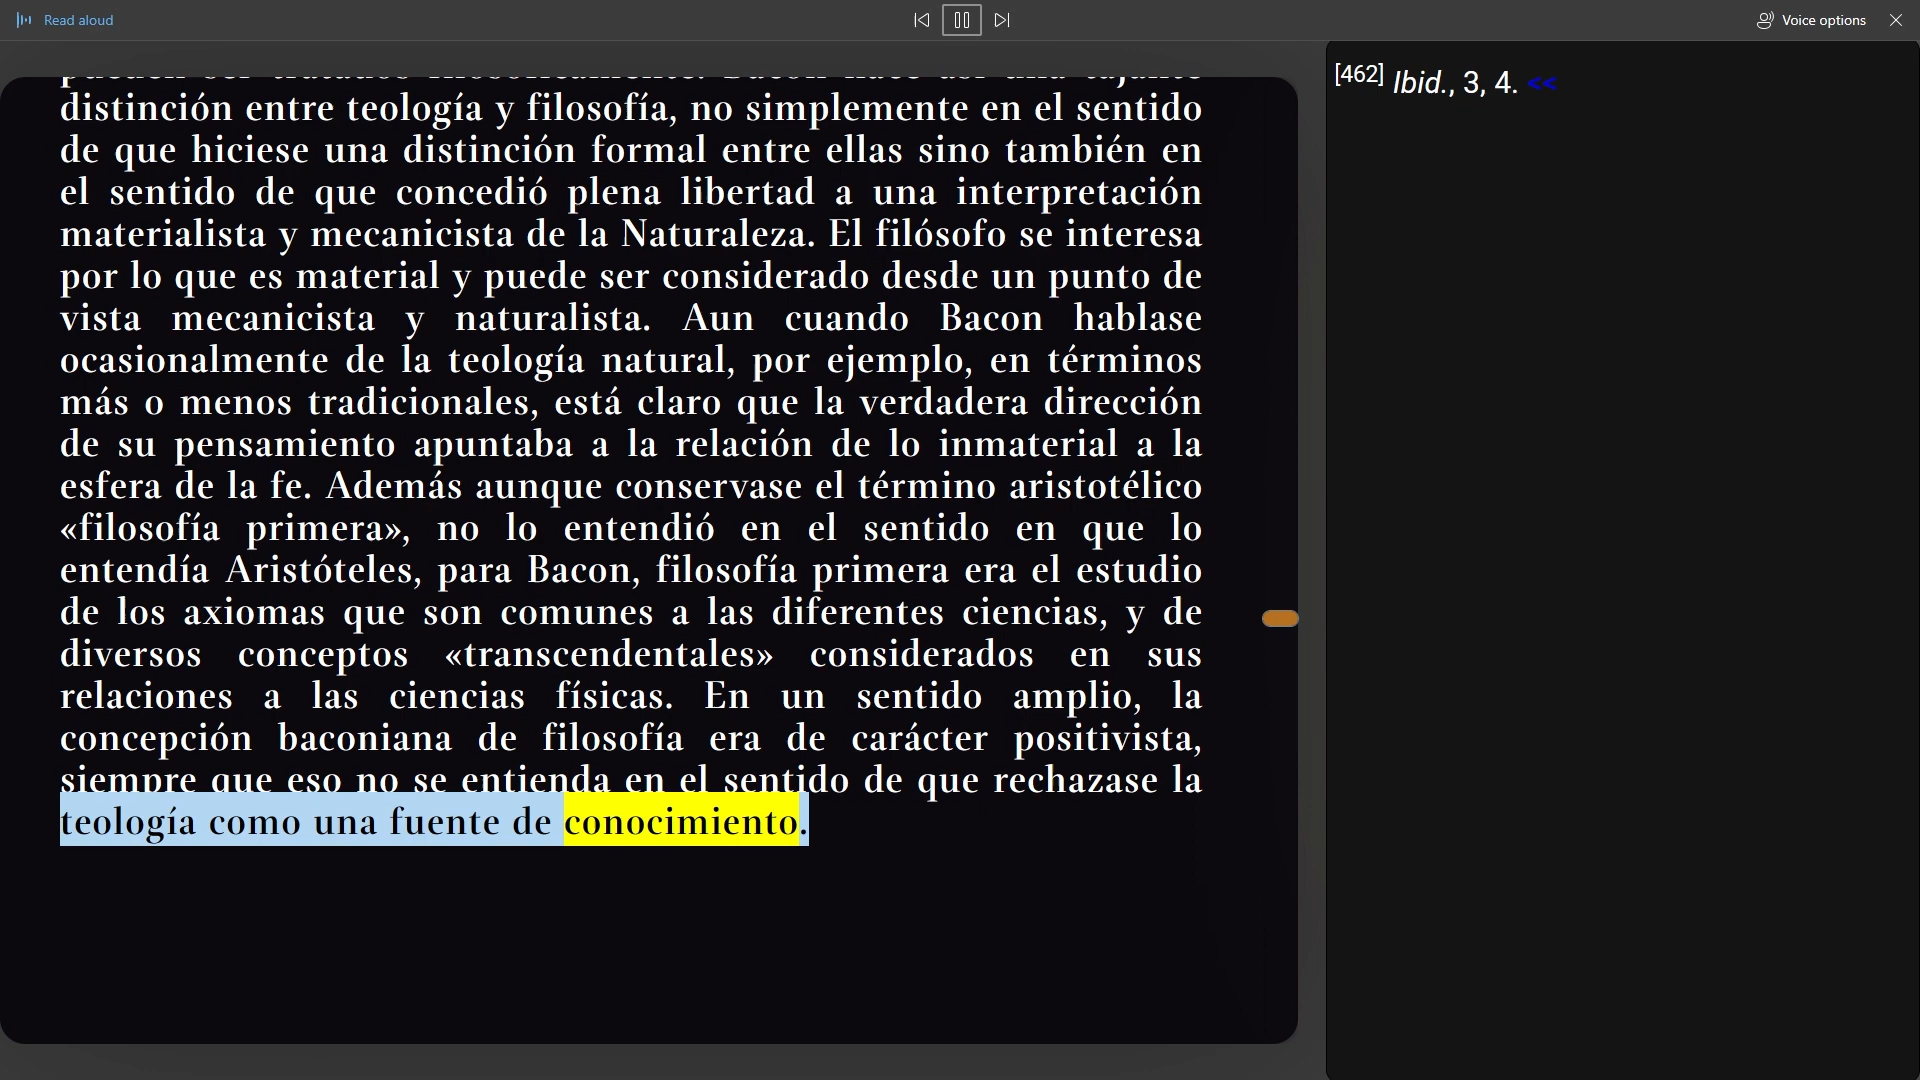 Read aloud
Voice options
distinción entre teología y filosofía, no simplemente en el sentido
de que hiciese una distinción formal entre ellas sino también en
el sentido de que concedió plena libertad a una interpretación
materialista y mecanicista de la Naturaleza. El filósofo se interesa
por lo que es material y puede ser considerado desde un punto de
vista mecanicista y naturalista. Aun cuando Bacon hablase
ocasionalmente de la teología natural, por ejemplo, en términos
más o menos tradicionales, está claro que la verdadera dirección
de su pensamiento apuntaba a la relación de lo inmaterial a la
esfera de la fe. Además aunque conservase el término aristotélico
«filosofía primera», no lo entendió en el sentido en que lo
entendía Aristóteles, para Bacon, filosofía primera era el estudio
de los axiomas que son comunes a las diferentes ciencias, y de
diversos conceptos «transcendentales» considerados en sus
relaciones a las ciencias físicas. En un sentido amplio, la
concepción baconiana de filosofía era de carácter positivista,
siempre que eso no se entienda en el sentido de que rechazase la
teología como una fuente de conocimiento.
[462] Ibid., 3, 4. <<